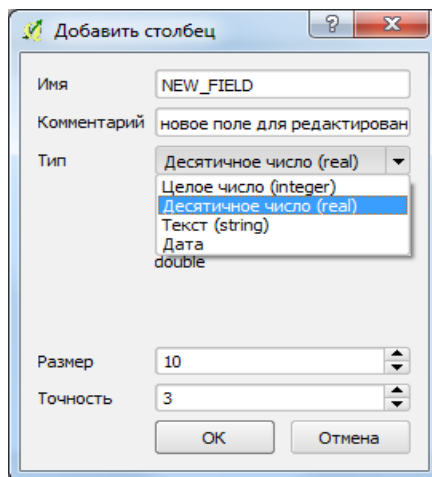 Добавить столбец
Имя
NEW_FIELD
Комментарий
новое поле для редактирован
Тип
Десятичное число (real)
Целое число (integer)
Десятичное число (real)
Текст (string)
Дата
double
Размер
10
Точность
3
OK
Отмена